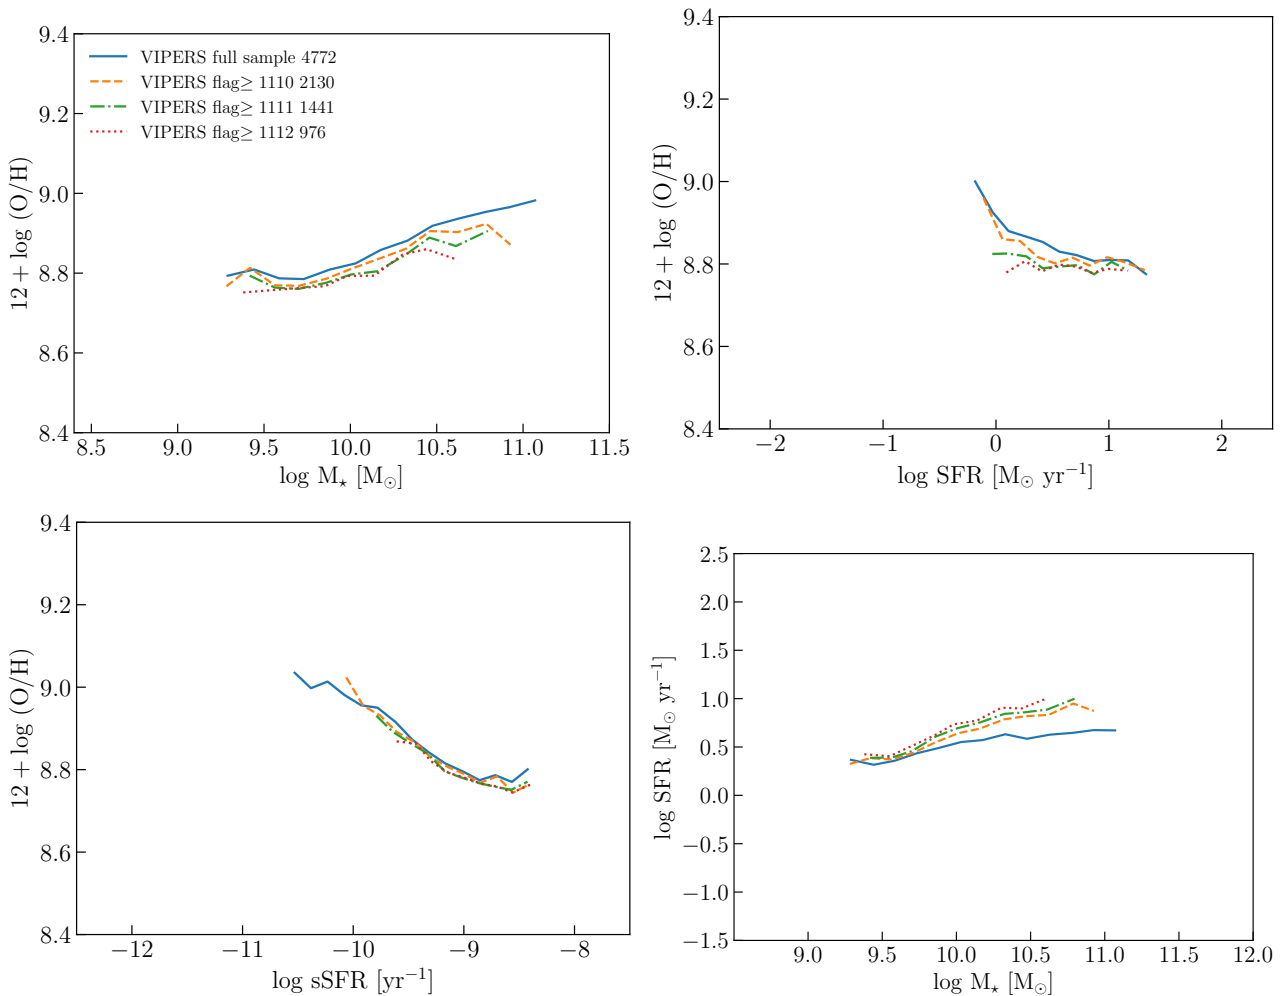 9.4
9.2
9.0
8.8
8.6
8.4
12 + log (O/H)
VIPERS full sample 4772
VIPERS flag≥ 1110 2130
VIPERS flag≥ 1111 1441
VIPERS flag≥ 1112 976
8.5 9.0 9.5 10.0 10.5 11.0 11.5
log M⋆ [M⊙]
9.4
9.2
9.0
8.8
8.6
8.4
12 + log (O/H)
−2 −1 0 1 2
log SFR [M⊙ yr⁻¹]
9.4
9.2
9.0
8.8
8.6
8.4
12 + log (O/H)
−12 −11 −10 −9 −8
log sSFR [yr⁻¹]
2.5
2.0
1.5
1.0
0.5
0.0
−0.5
−1.0
−1.5
log SFR [M⊙ yr⁻¹]
9.0 9.5 10.0 10.5 11.0 11.5 12.0
log M⋆ [M⊙]